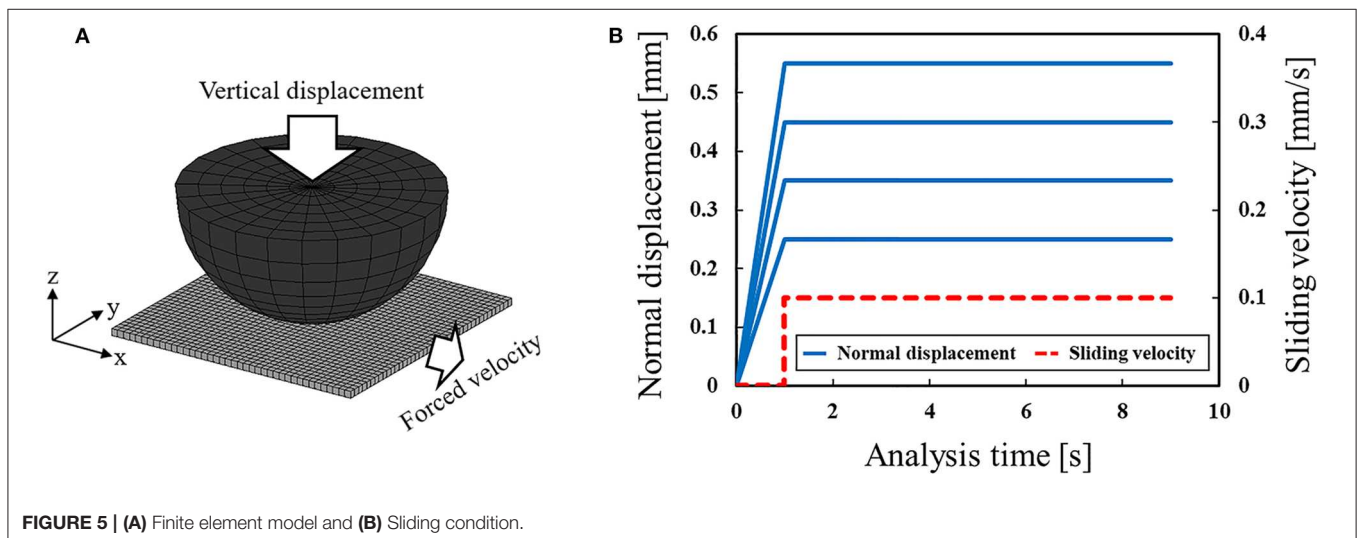 A
Vertical displacement
z
y
x
Forced velocity
B
Normal displacement [mm]
0.6
0.5
0.4
0.3
0.2
0.1
0
0.4
0.3
0.2
0.1
0
Sliding velocity [mm/s]
Normal displacement
Sliding velocity
0
2
4
6
8
10
Analysis time [s]
FIGURE 5 | (A) Finite element model and (B) Sliding condition.